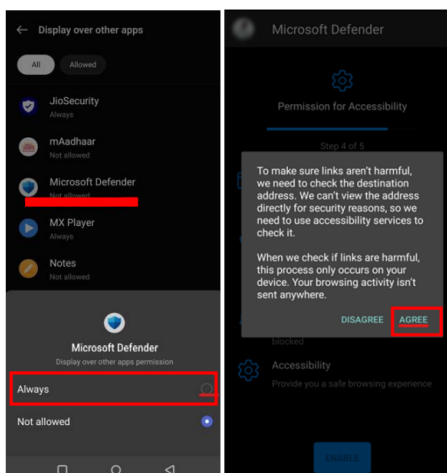 Display over other apps
All
Allowed
JioSecurity
Always
mAadhaar
Not allowed
Microsoft Defender
Not allowed
MX Player
Always
Notes
Not allowed
Microsoft Defender
Display over other apps permission
Always
Not allowed
Microsoft Defender
Permission for Accessibility
Step 4 of 5
To make sure links aren't harmful,
we need to check the destination
address. We can't view the address
directly for security reasons, so we
need to use accessibility services to
check it.
When we check if links are harmful,
this process only occurs on your
device. Your browsing activity isn't
sent anywhere.
DISAGREE
AGREE
blocked
Accessibility
Provide you a safe browsing experience
ENABLE